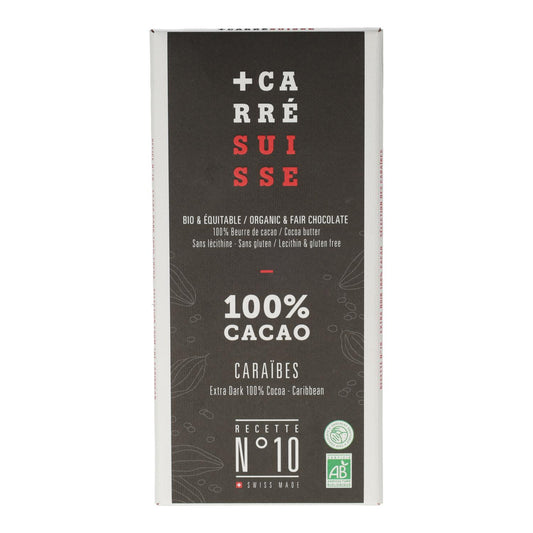 +CA
RRÉ
SUI
SSE
BIO & ÉQUITABLE / ORGANIC & FAIR CHOCOLATE
100% Beurre de cacao / Cocoa butter
Sans lécithine - Sans gluten / Lecithin & gluten free
100%
CACAO
CARAÏBES
Extra Dark 100% Cocoa - Caribbean
RECETTE
N°10
SWISS MADE
AB